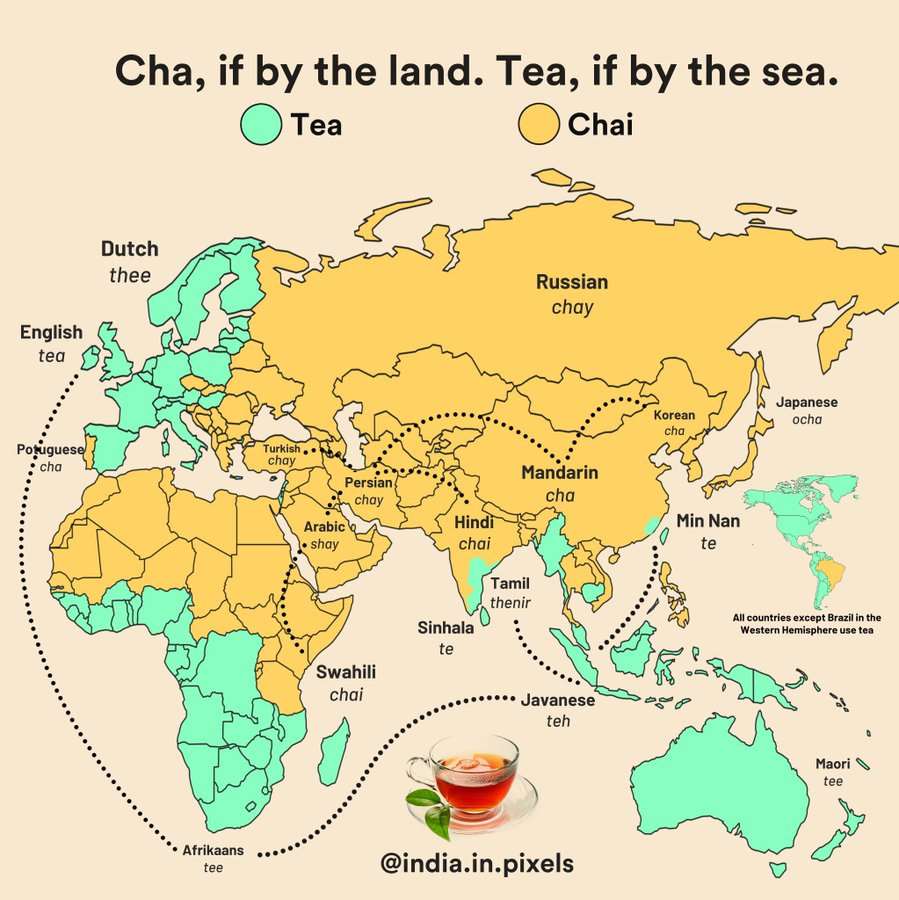 Cha, if by the land. Tea, if by the sea.
Tea
Chai
Dutch
thee
English
tea
Russian
chay
Potuguese
cha
Turkish
chay
Persian
chay
Arabic
shay
Mandarin
cha
Korean
cha
Japanese
ocha
Hindi
chai
Min Nan
te
Tamil
thenir
Sinhala
te
All countries except Brazil in the
Western Hemisphere use tea
Swahili
chai
Javanese
teh
Maori
tee
Afrikaans
tee
@india.in.pixels